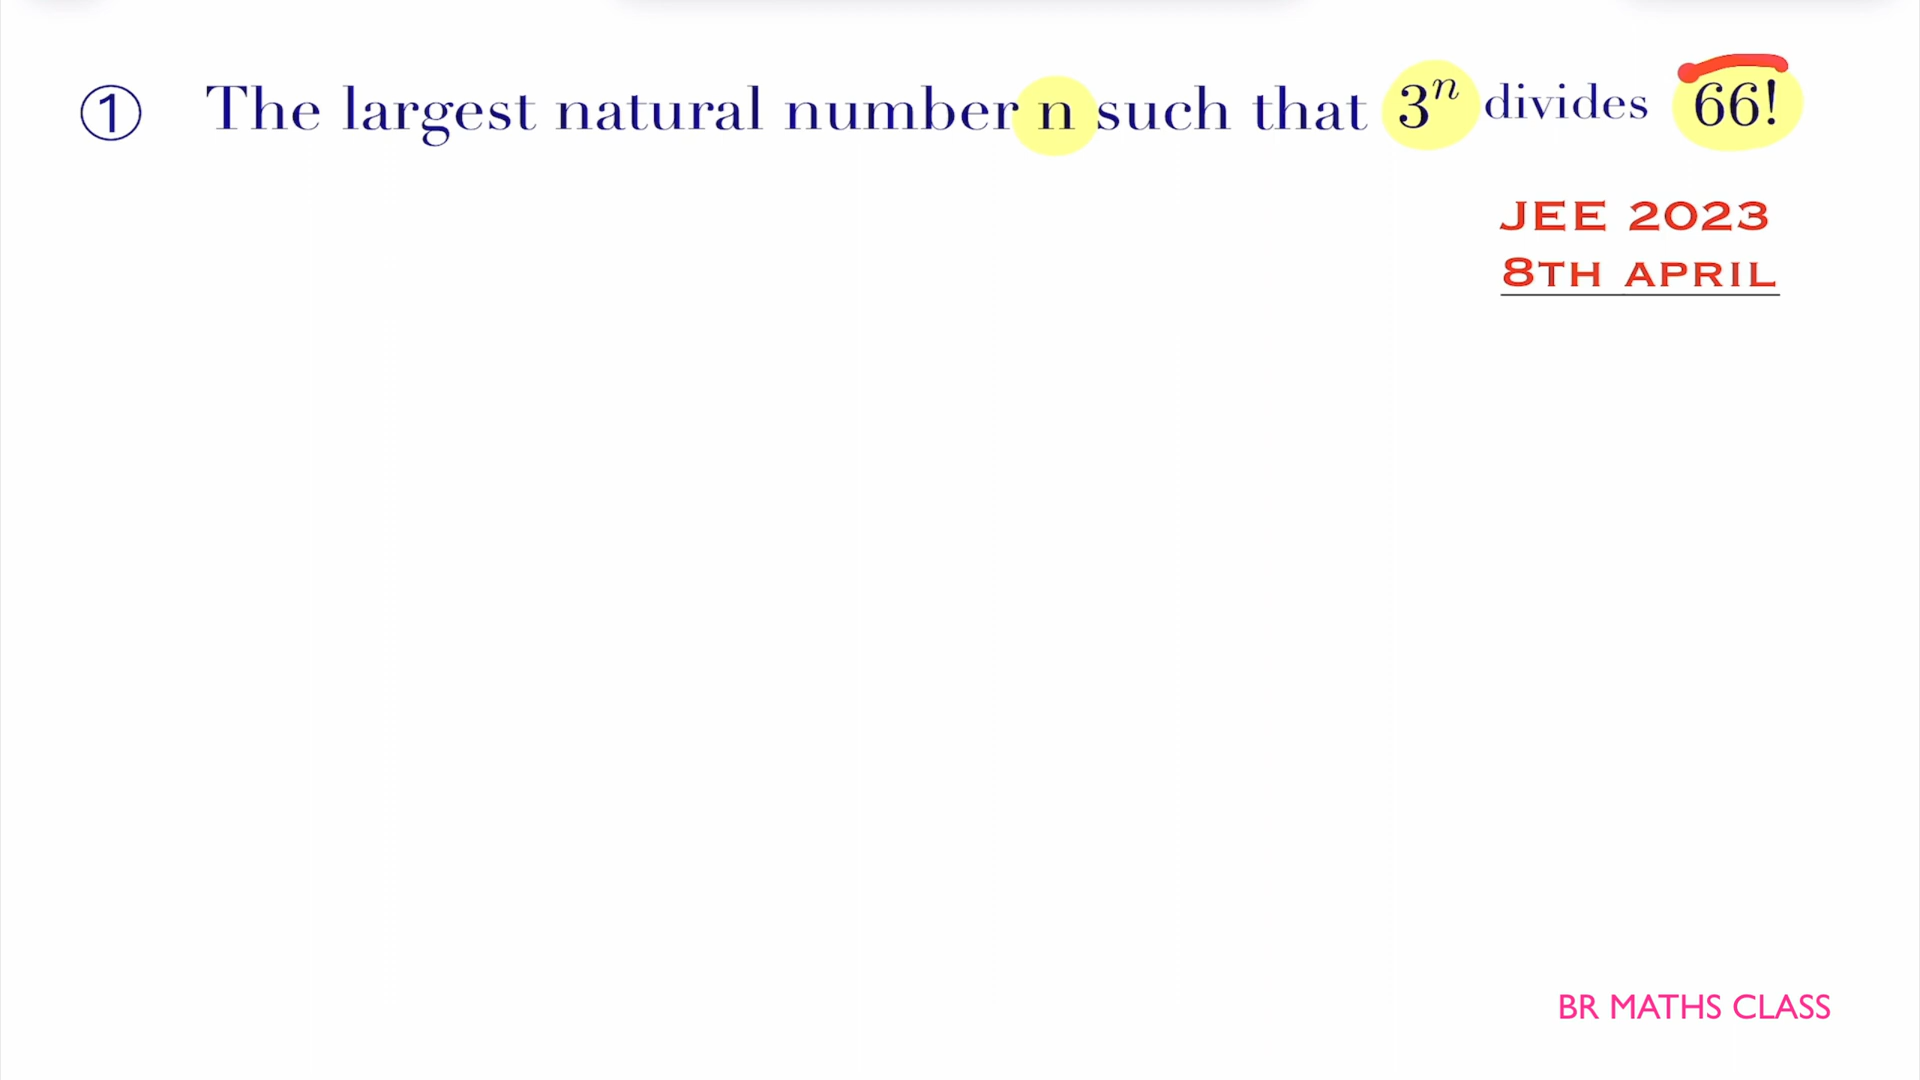 ① The largest natural number n such that 3ⁿ divides 66!
JEE 2023
8TH APRIL
BR MATHS CLASS